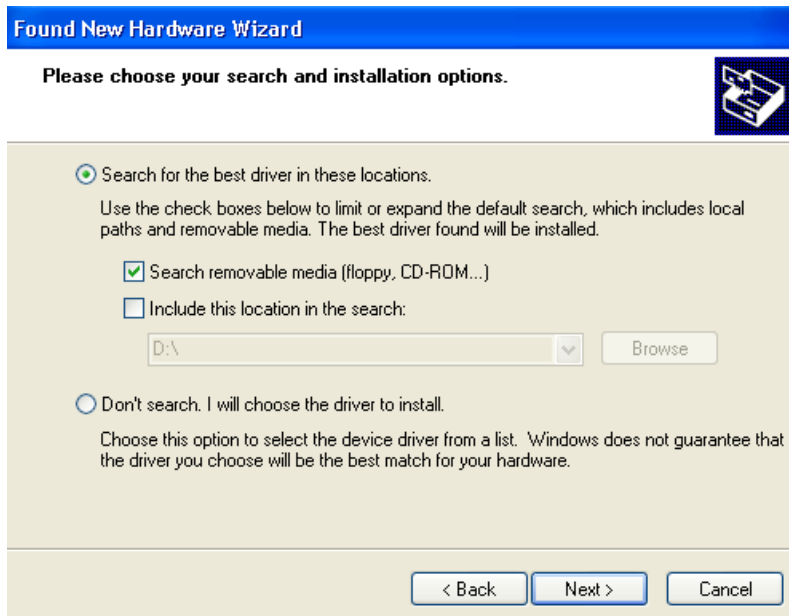 Found New Hardware Wizard
Please choose your search and installation options.
Search for the best driver in these locations.
Use the check boxes below to limit or expand the default search, which includes local
paths and removable media. The best driver found will be installed.
Search removable media (floppy, CD-ROM...)
Include this location in the search:
D:\
Browse
Don't search. I will choose the driver to install.
Choose this option to select the device driver from a list.  Windows does not guarantee that
the driver you choose will be the best match for your hardware.
< Back
Next >
Cancel